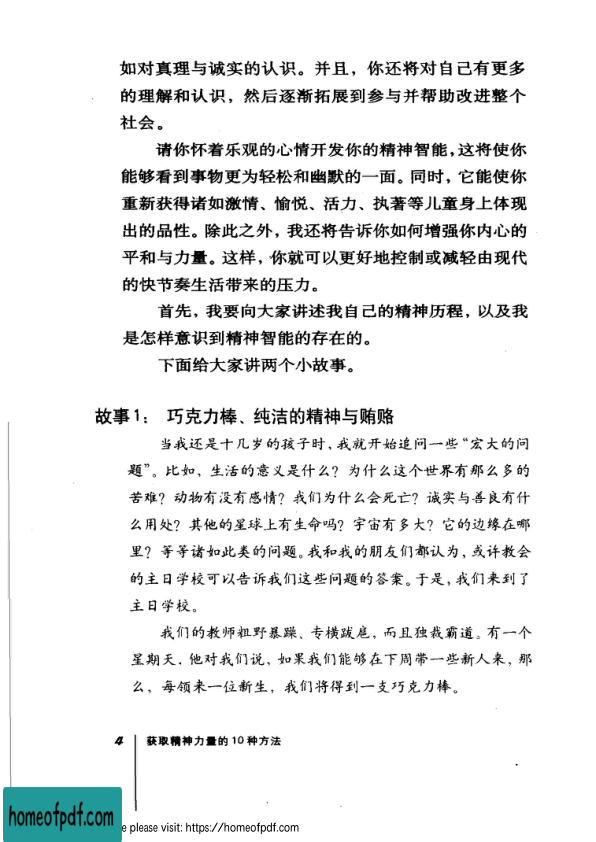 如对真理与诚实的认识。并且，你还将对自己有更多
的理解和认识，然后逐渐拓展到参与并帮助改进整个
社会。
请你怀着乐观的心情开发你的精神智能，这将使你
能够看到事物更为轻松和幽默的一面。同时，它能使你
重新获得诸如激情、愉悦、活力、执著等儿童身上体现
出的品性。除此之外，我还将告诉你如何增强你内心的
平和与力量。这样，你就可以更好地控制或减轻由现代
的快节奏生活带来的压力。
首先，我要向大家讲述我自己的精神历程，以及我
是怎样意识到精神智能的存在的。
下面给大家讲两个小故事。
故事1： 巧克力棒、纯洁的精神与贿赂
当我还是十几岁的孩子时，我就开始追问一些“宏大的问
题”。比如，生活的意义是什么？为什么这个世界有那么多的
苦难？动物有没有感情？我们为什么会死亡？诚实与善良有什
么用处？其他的星球上有生命吗？宇宙有多大？它的边缘在哪
里？等等诸如此类的问题。我和我的朋友们都认为，或许教会
的主日学校可以告诉我们这些问题的答案。于是，我们来到了
主日学校。
我们的教师粗野暴躁、专横跋扈，而且独裁霸道。有一个
星期天，他对我们说，如果我们能够在下周带一些新人来，那
么，每领来一位新生，我们将得到一支巧克力棒。
4 获取精神力量的10种方法
homeofpdf.com
e please visit: https://homeofpdf.com